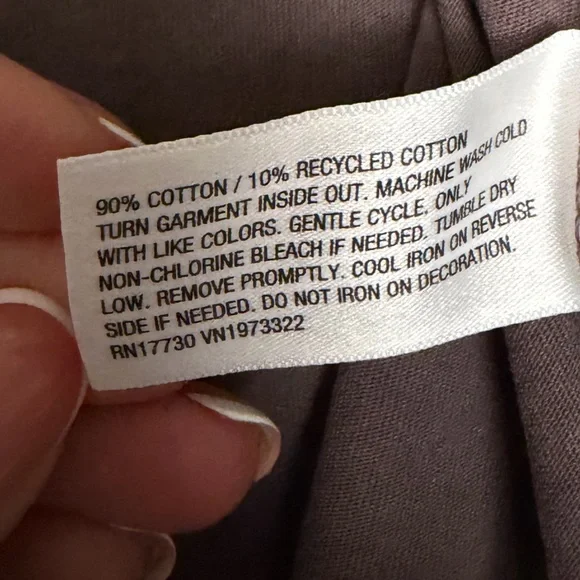 90% COTTON / 10% RECYCLED COTTON
TURN GARMENT INSIDE OUT. MACHINE WASH COLD
WITH LIKE COLORS. GENTLE CYCLE. ONLY
NON-CHLORINE BLEACH IF NEEDED. TUMBLE DRY
LOW. REMOVE PROMPTLY. COOL IRON ON REVERSE
SIDE IF NEEDED. DO NOT IRON ON DECORATION.
RN17730 VN1973322